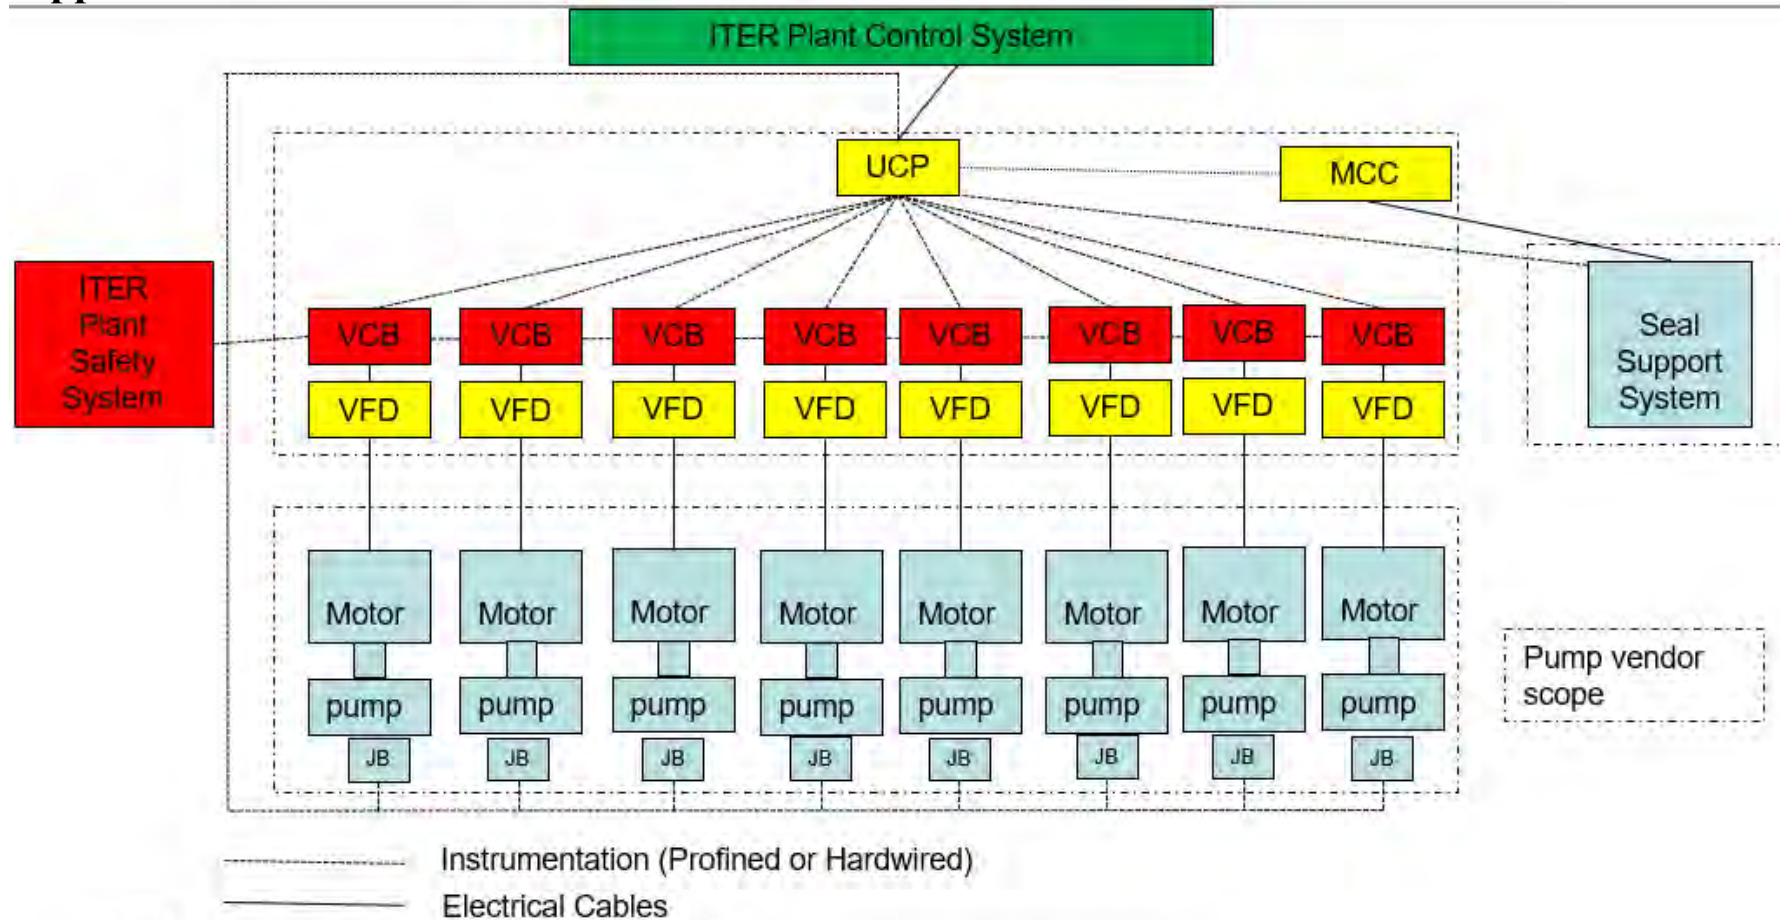 ITER Plant Control System
UCP
MCC
ITER
Plant
Safety
System
VCB VCB VCB VCB VCB VCB VCB VCB
Seal
Support
System
VFD VFD VFD VFD VFD VFD VFD VFD
Motor Motor Motor Motor Motor Motor Motor Motor
Pump vendor
scope
pump pump pump pump pump pump pump pump
JB JB JB JB JB JB JB JB
Instrumentation (Profined or Hardwired)
Electrical Cables